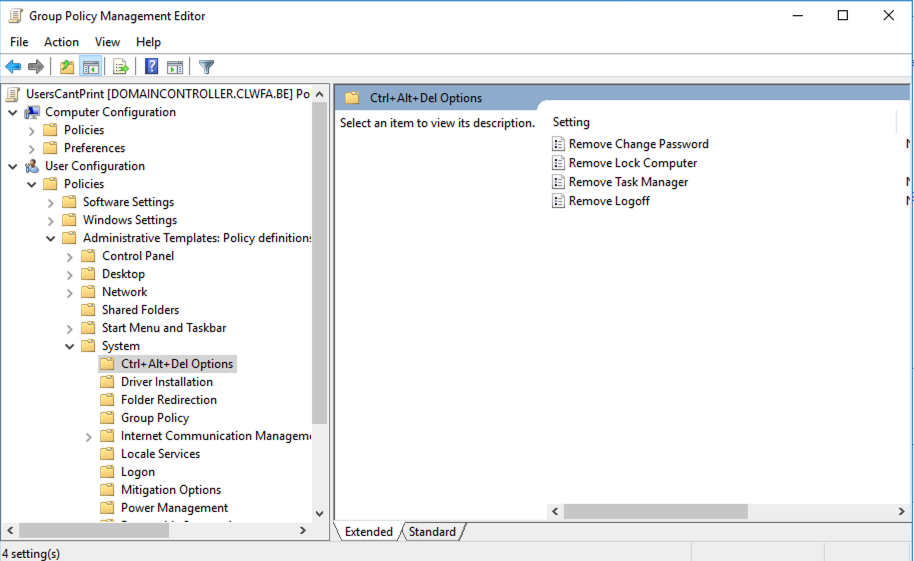 Group Policy Management Editor
File Action View Help
UsersCantPrint [DOMAINCONTROLLER.CLWFA.BE] Po
Computer Configuration
Policies
Preferences
User Configuration
Policies
Software Settings
Windows Settings
Administrative Templates: Policy definitions
Control Panel
Desktop
Network
Shared Folders
Start Menu and Taskbar
System
Ctrl+Alt+Del Options
Driver Installation
Folder Redirection
Group Policy
Internet Communication Managem
Locale Services
Logon
Mitigation Options
Power Management
Ctrl+Alt+Del Options
Select an item to view its description.
Setting
Remove Change Password
Remove Lock Computer
Remove Task Manager
Remove Logoff
Extended Standard
4 setting(s)